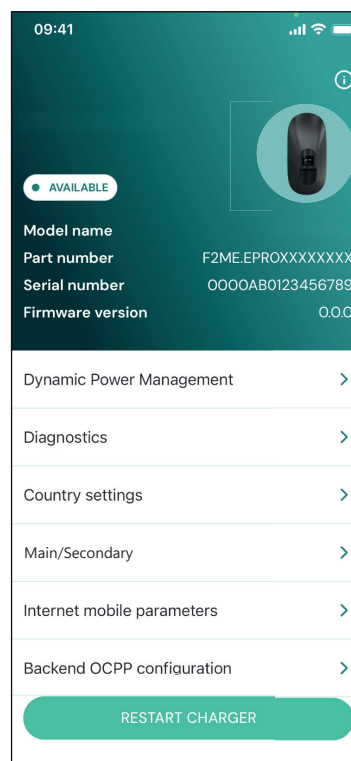 09:41
AVAILABLE
Model name
Part number F2ME.EPROXXXXXXXX
Serial number 0000AB0123456789
Firmware version 0.0.0
Dynamic Power Management
Diagnostics
Country settings
Main/Secondary
Internet mobile parameters
Backend OCPP configuration
RESTART CHARGER